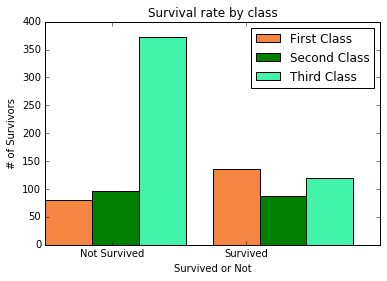 Survival rate by class
400
350
300
250
200
150
100
50
0
# of Survivors
First Class
Second Class
Third Class
Not Survived
Survived
Survived or Not